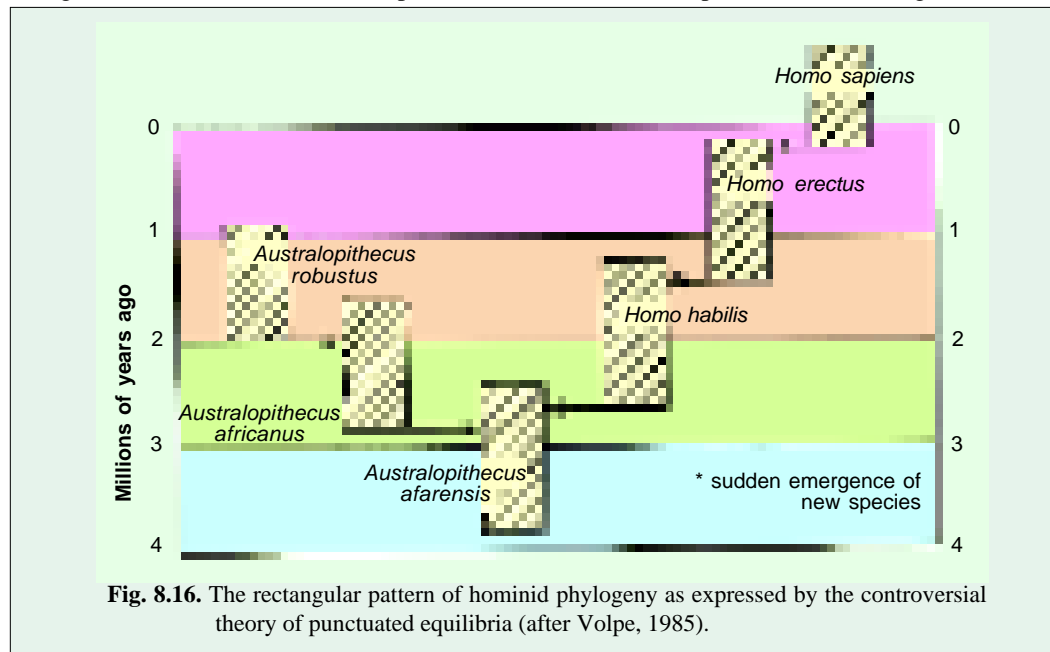 Homo sapiens
0 0
Homo erectus
1 1
Australopithecus
robustus
Homo habilis
Millions of years ago
2 2
Australopithecus
africanus
3 3
Australopithecus
afarensis
* sudden emergence of
new species
4 4
Fig. 8.16. The rectangular pattern of hominid phylogeny as expressed by the controversial
theory of punctuated equilibria (after Volpe, 1985).